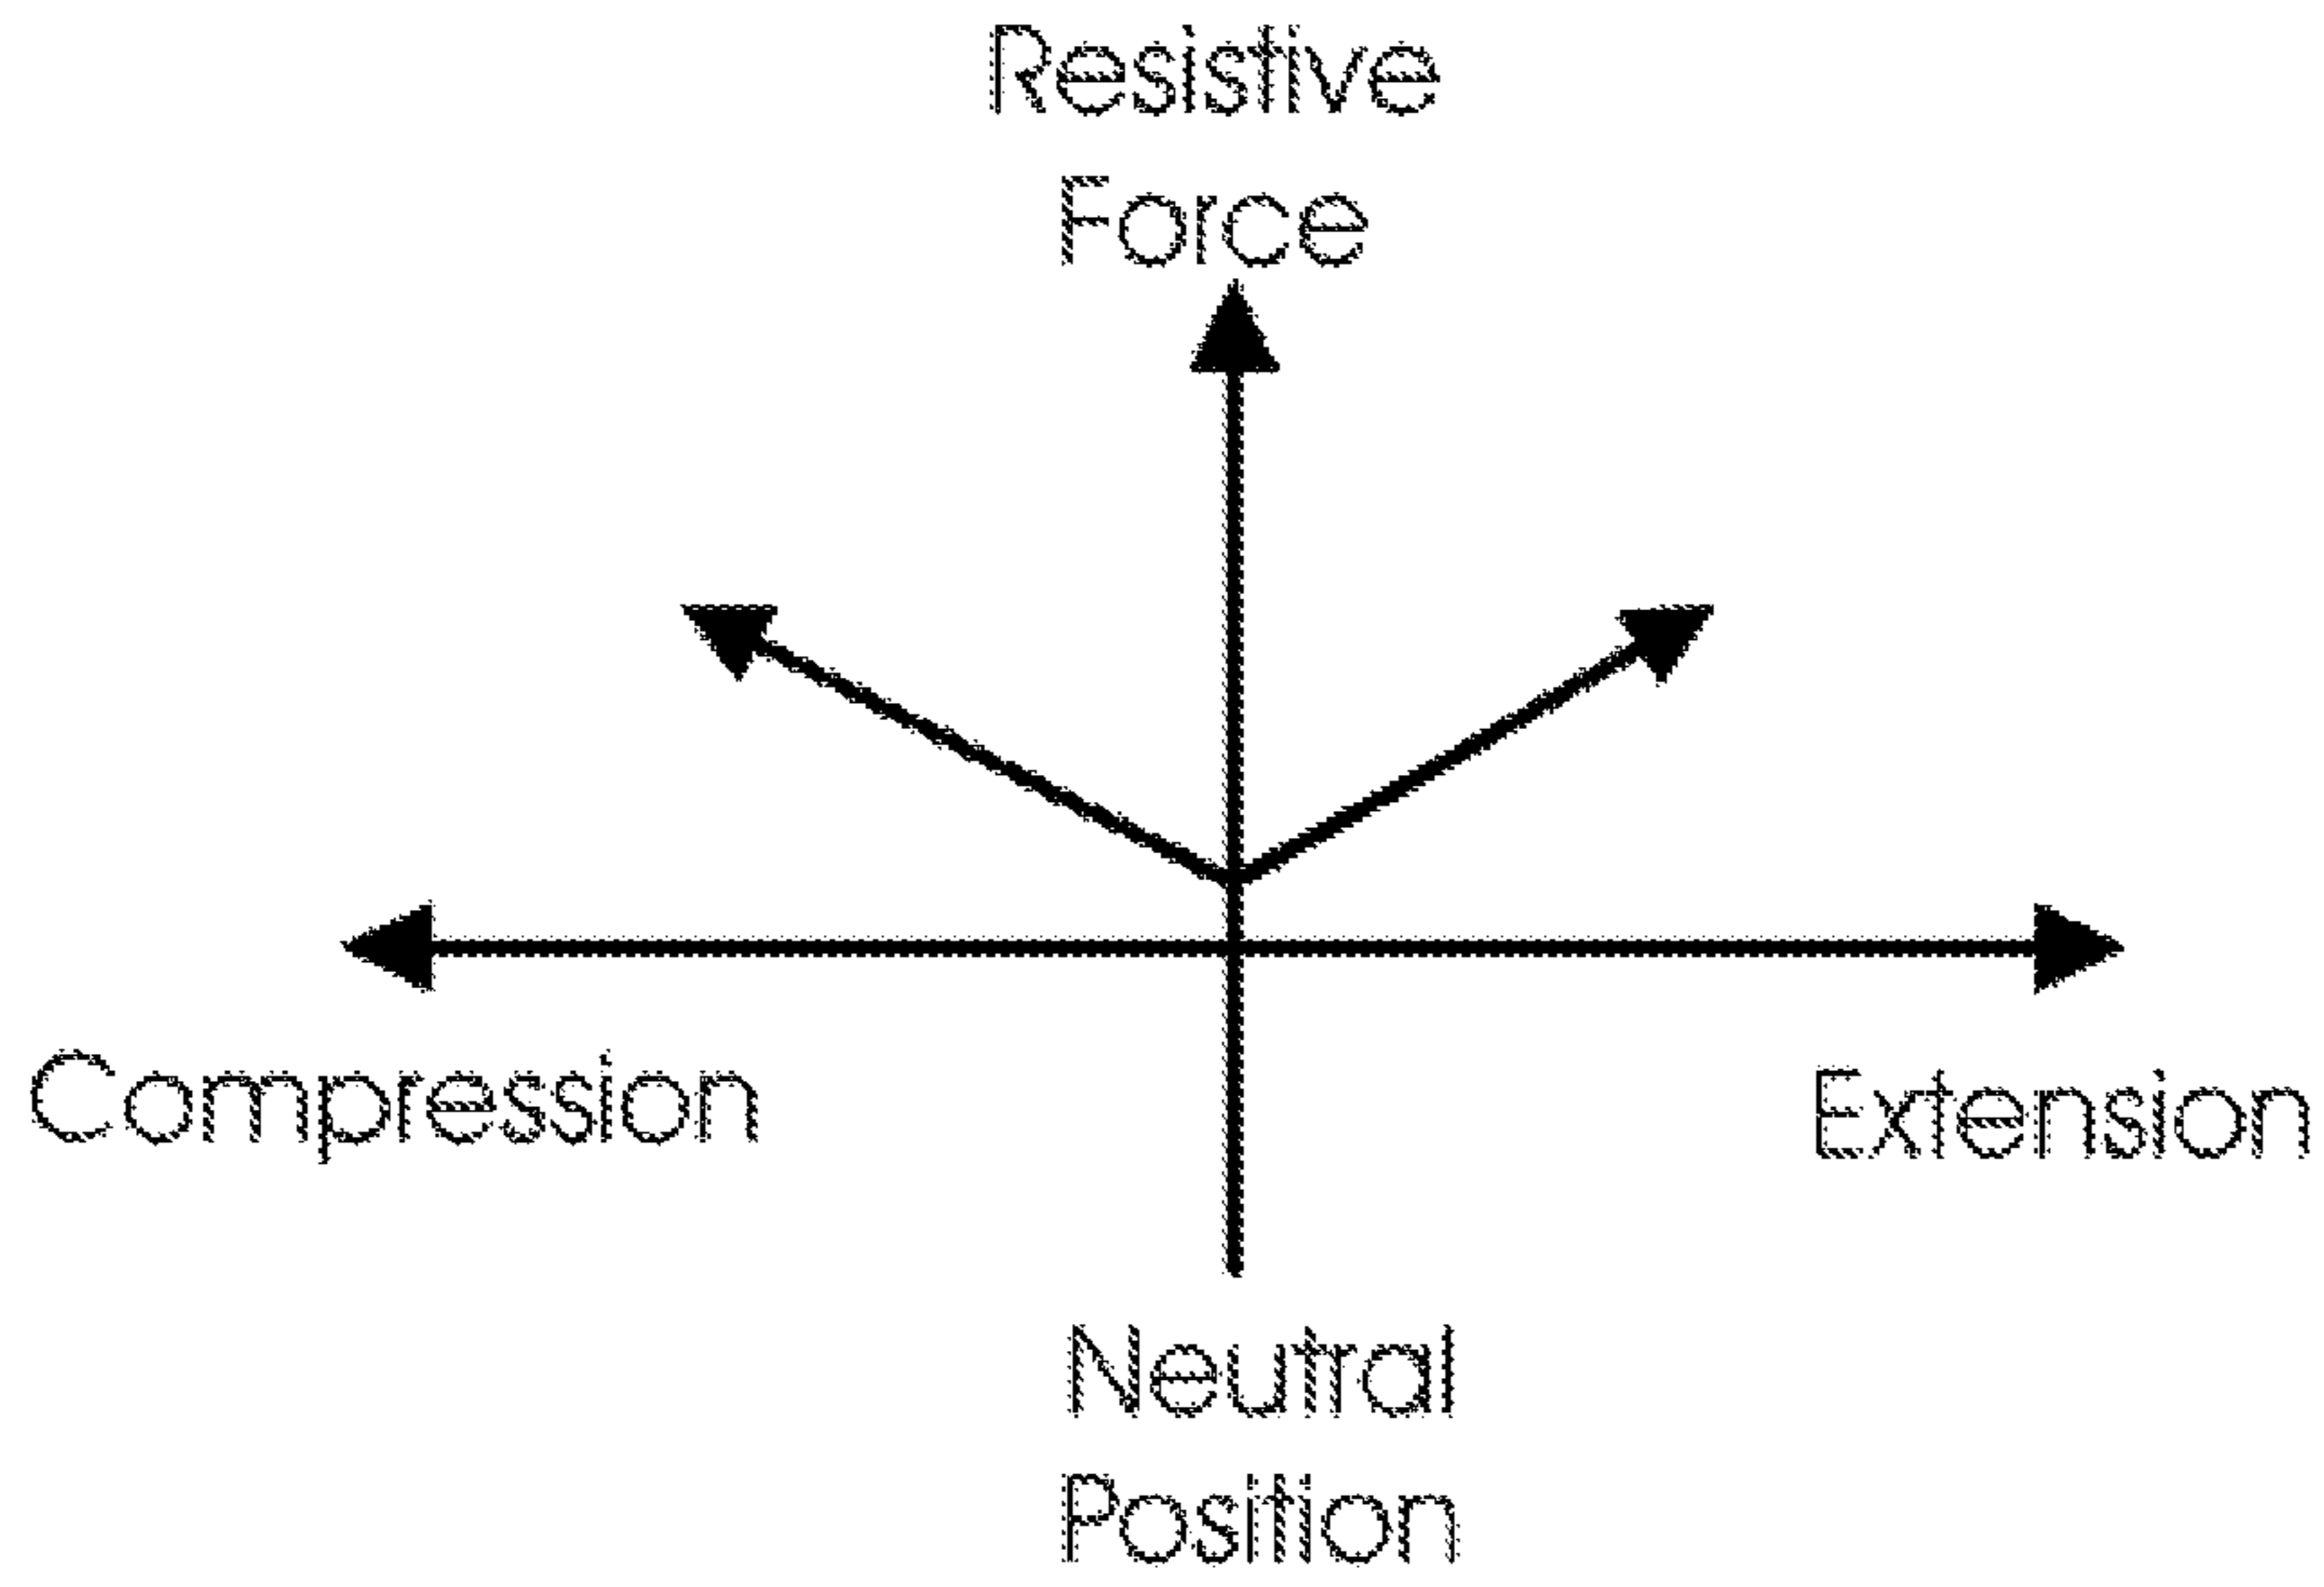 Resistive
Force
Compression
Extension
Neutral
Position